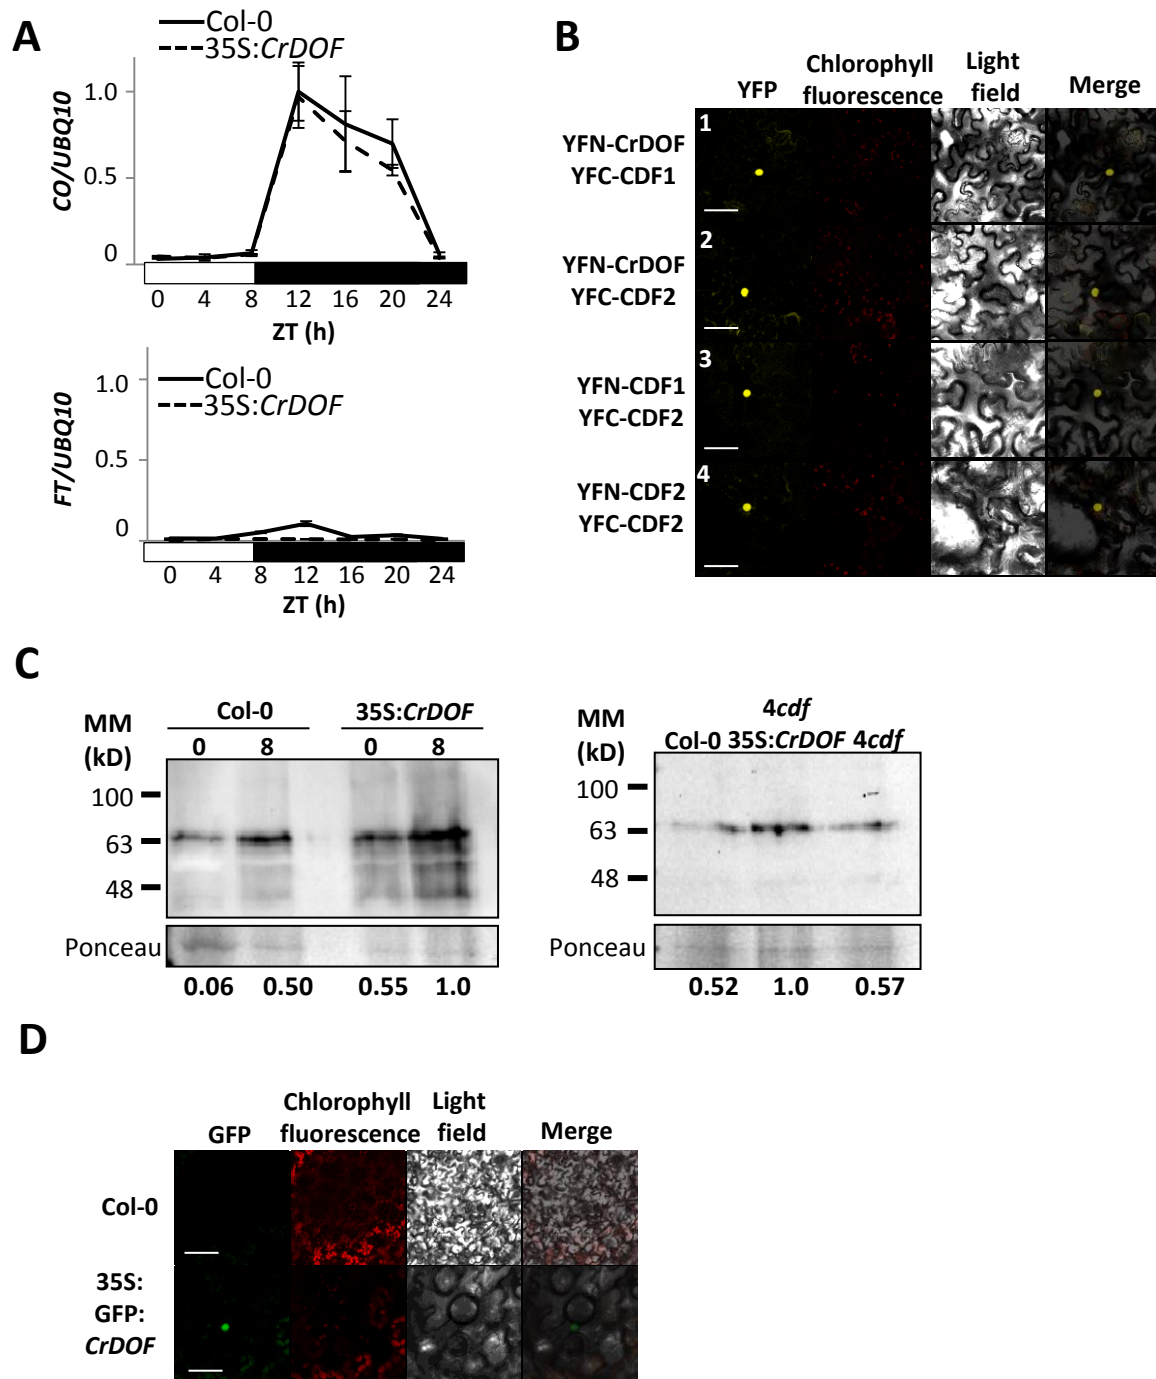 A
Col-0
35S:CrDOF
CO/UBQ10
1.0
0.5
0
0 4 8 12 16 20 24
ZT (h)
Col-0
35S:CrDOF
FT/UBQ10
1.0
0.5
0
0 4 8 12 16 20 24
ZT (h)
B
YFP
Chlorophyll
fluorescence
Light
field
Merge
YFN-CrDOF
YFC-CDF1
1
YFN-CrDOF
YFC-CDF2
2
YFN-CDF1
YFC-CDF2
3
YFN-CDF2
YFC-CDF2
4
C
MM
(kD)
Col-0
35S:CrDOF
0 8 0 8
100
63
48
Ponceau
0.06 0.50 0.55 1.0
MM
(kD)
4cdf
Col-0 35S:CrDOF 4cdf
100
63
48
Ponceau
0.52 1.0 0.57
D
GFP
Chlorophyll
fluorescence
Light
field
Merge
Col-0
35S:
GFP:
CrDOF